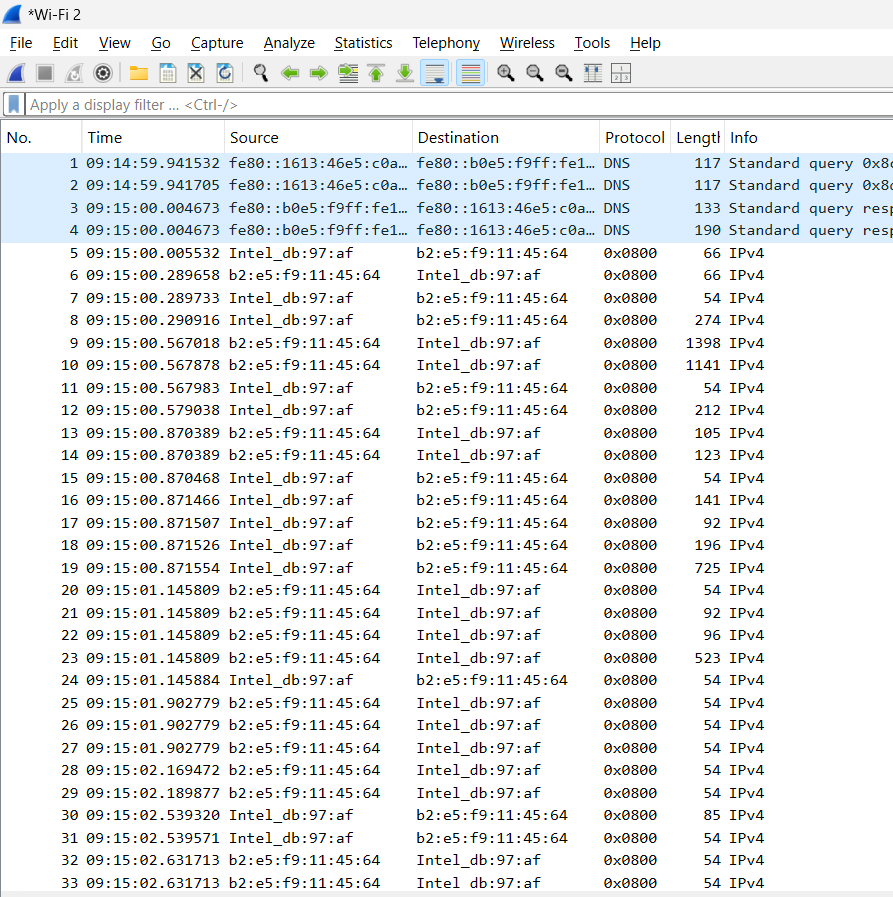 *Wi-Fi 2
File Edit View Go Capture Analyze Statistics Telephony Wireless Tools Help
Apply a display filter ... <Ctrl-/>
No. Time Source Destination Protocol Length Info
1 09:14:59.941532 fe80::1613:46e5:c0a… fe80::b0e5:f9ff:fe1… DNS 117 Standard query 0x8c
2 09:14:59.941705 fe80::1613:46e5:c0a… fe80::b0e5:f9ff:fe1… DNS 117 Standard query 0x8c
3 09:15:00.004673 fe80::b0e5:f9ff:fe1… fe80::1613:46e5:c0a… DNS 133 Standard query resp
4 09:15:00.004673 fe80::b0e5:f9ff:fe1… fe80::1613:46e5:c0a… DNS 190 Standard query resp
5 09:15:00.005532 Intel_db:97:af b2:e5:f9:11:45:64 0x0800 66 IPv4
6 09:15:00.289658 b2:e5:f9:11:45:64 Intel_db:97:af 0x0800 66 IPv4
7 09:15:00.289733 Intel_db:97:af b2:e5:f9:11:45:64 0x0800 54 IPv4
8 09:15:00.290916 Intel_db:97:af b2:e5:f9:11:45:64 0x0800 274 IPv4
9 09:15:00.567018 b2:e5:f9:11:45:64 Intel_db:97:af 0x0800 1398 IPv4
10 09:15:00.567878 b2:e5:f9:11:45:64 Intel_db:97:af 0x0800 1141 IPv4
11 09:15:00.567983 Intel_db:97:af b2:e5:f9:11:45:64 0x0800 54 IPv4
12 09:15:00.579038 Intel_db:97:af b2:e5:f9:11:45:64 0x0800 212 IPv4
13 09:15:00.870389 b2:e5:f9:11:45:64 Intel_db:97:af 0x0800 105 IPv4
14 09:15:00.870389 b2:e5:f9:11:45:64 Intel_db:97:af 0x0800 123 IPv4
15 09:15:00.870468 Intel_db:97:af b2:e5:f9:11:45:64 0x0800 54 IPv4
16 09:15:00.871466 Intel_db:97:af b2:e5:f9:11:45:64 0x0800 141 IPv4
17 09:15:00.871507 Intel_db:97:af b2:e5:f9:11:45:64 0x0800 92 IPv4
18 09:15:00.871526 Intel_db:97:af b2:e5:f9:11:45:64 0x0800 196 IPv4
19 09:15:00.871554 Intel_db:97:af b2:e5:f9:11:45:64 0x0800 725 IPv4
20 09:15:01.145809 b2:e5:f9:11:45:64 Intel_db:97:af 0x0800 54 IPv4
21 09:15:01.145809 b2:e5:f9:11:45:64 Intel_db:97:af 0x0800 92 IPv4
22 09:15:01.145809 b2:e5:f9:11:45:64 Intel_db:97:af 0x0800 96 IPv4
23 09:15:01.145809 b2:e5:f9:11:45:64 Intel_db:97:af 0x0800 523 IPv4
24 09:15:01.145884 Intel_db:97:af b2:e5:f9:11:45:64 0x0800 54 IPv4
25 09:15:01.902779 b2:e5:f9:11:45:64 Intel_db:97:af 0x0800 54 IPv4
26 09:15:01.902779 b2:e5:f9:11:45:64 Intel_db:97:af 0x0800 54 IPv4
27 09:15:01.902779 b2:e5:f9:11:45:64 Intel_db:97:af 0x0800 54 IPv4
28 09:15:02.169472 b2:e5:f9:11:45:64 Intel_db:97:af 0x0800 54 IPv4
29 09:15:02.189877 b2:e5:f9:11:45:64 Intel_db:97:af 0x0800 54 IPv4
30 09:15:02.539320 Intel_db:97:af b2:e5:f9:11:45:64 0x0800 85 IPv4
31 09:15:02.539571 Intel_db:97:af b2:e5:f9:11:45:64 0x0800 54 IPv4
32 09:15:02.631713 b2:e5:f9:11:45:64 Intel_db:97:af 0x0800 54 IPv4
33 09:15:02.631713 b2:e5:f9:11:45:64 Intel_db:97:af 0x0800 54 IPv4